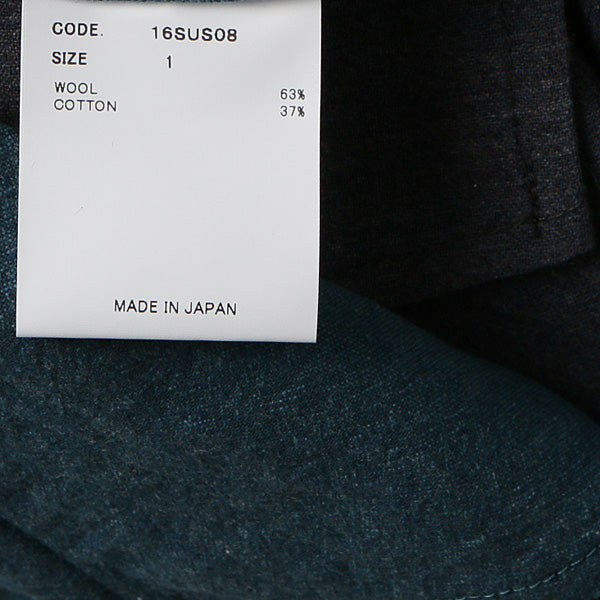 CODE. 16SUS08
SIZE 1
WOOL 63%
COTTON 37%
MADE IN JAPAN